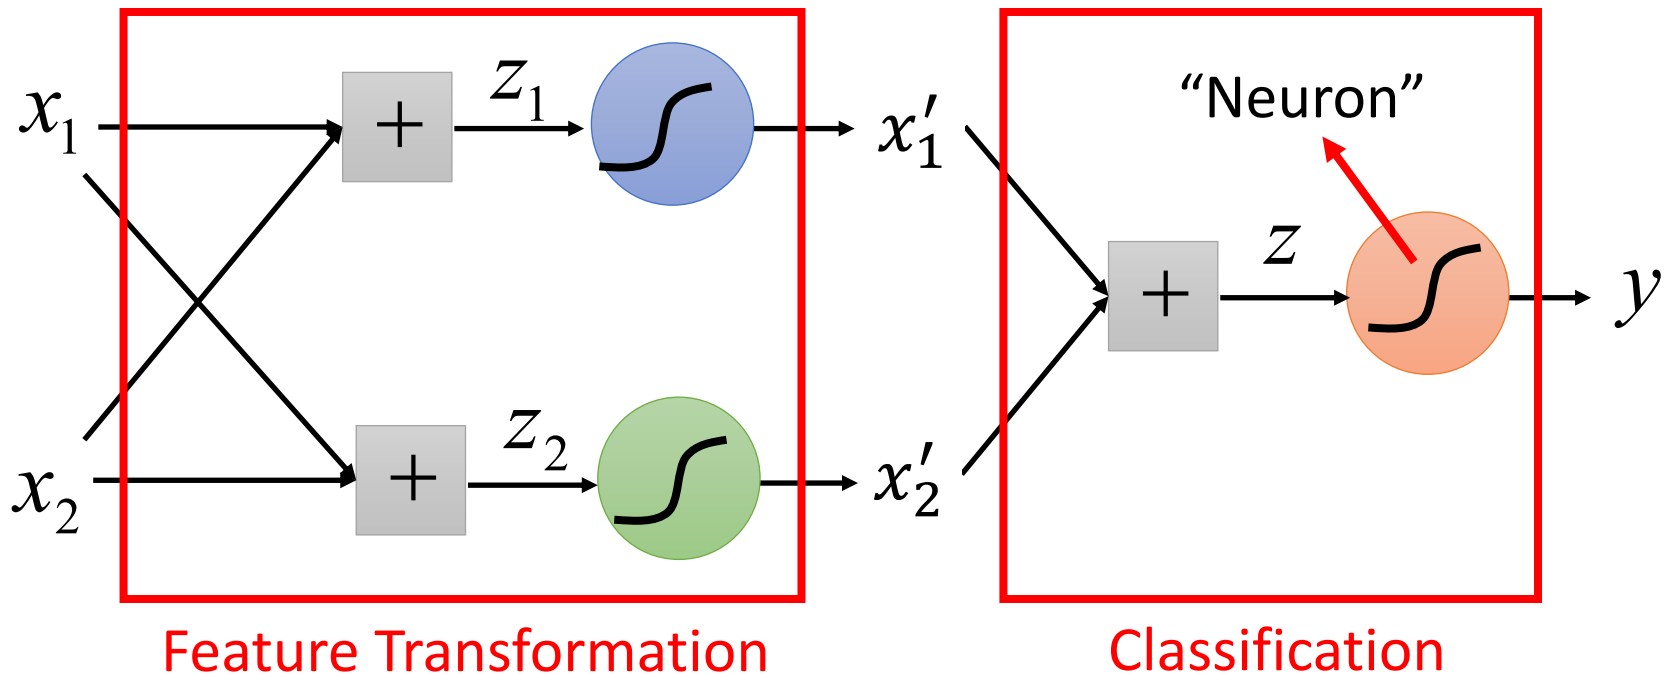 x₁
x₂
+
z₁
+
z₂
x₁′
x₂′
“Neuron”
+
z
y
Feature Transformation
Classification